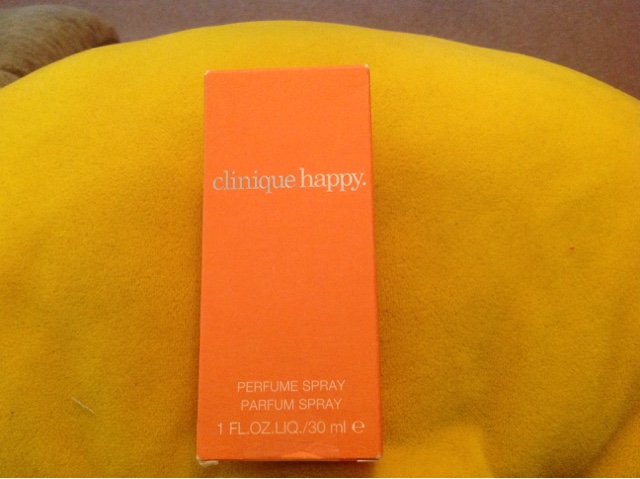 clinique happy.
PERFUME SPRAY
PARFUM SPRAY
1 FL.OZ.LIQ./30 ml ℮